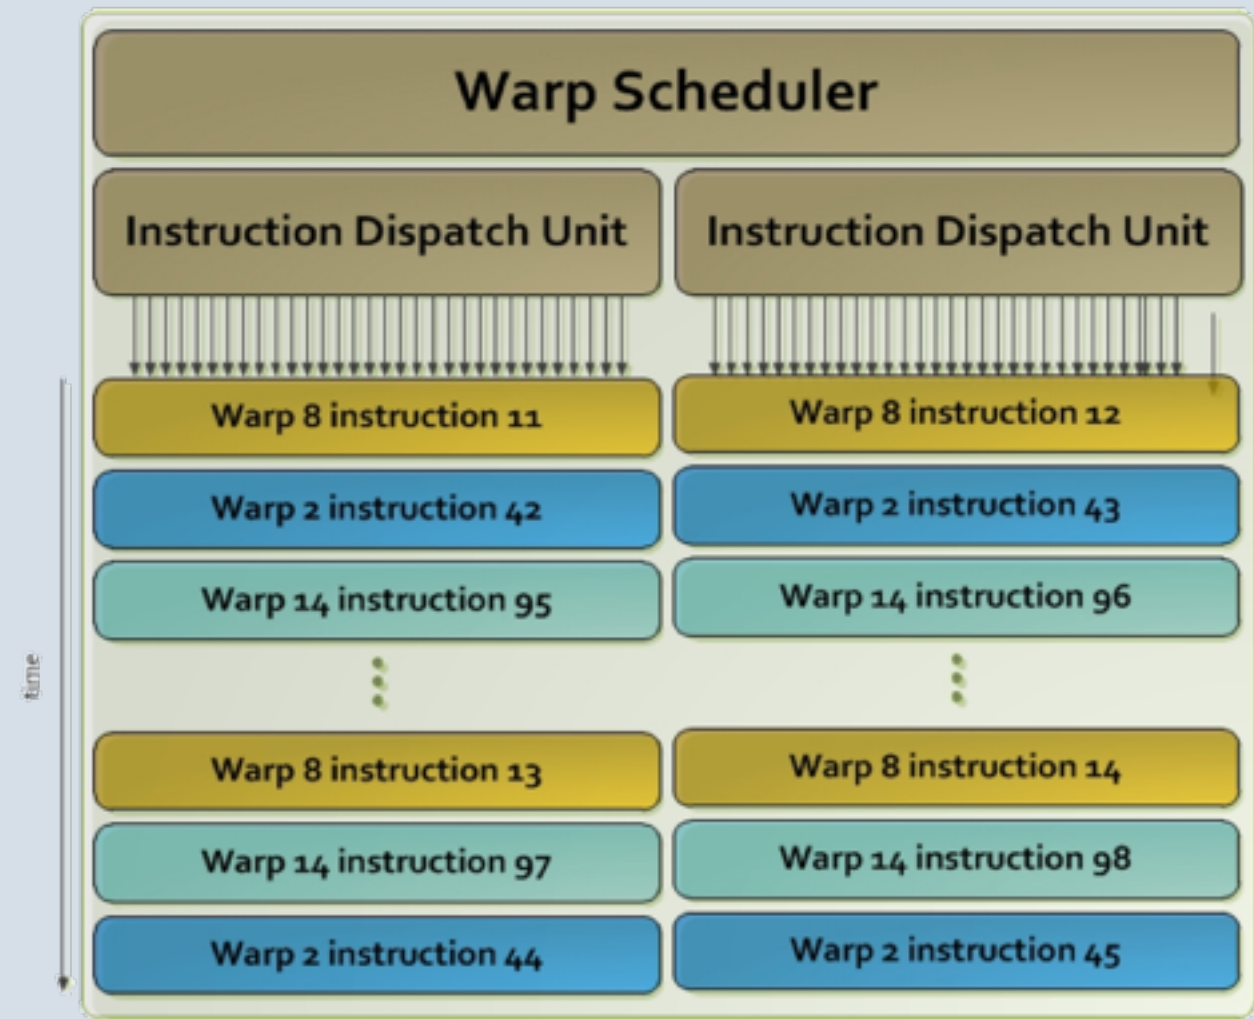 Warp Scheduler
Instruction Dispatch Unit
Instruction Dispatch Unit
Warp 8 instruction 11
Warp 8 instruction 12
Warp 2 instruction 42
Warp 2 instruction 43
Warp 14 instruction 95
Warp 14 instruction 96
time
Warp 8 instruction 13
Warp 8 instruction 14
Warp 14 instruction 97
Warp 14 instruction 98
Warp 2 instruction 44
Warp 2 instruction 45